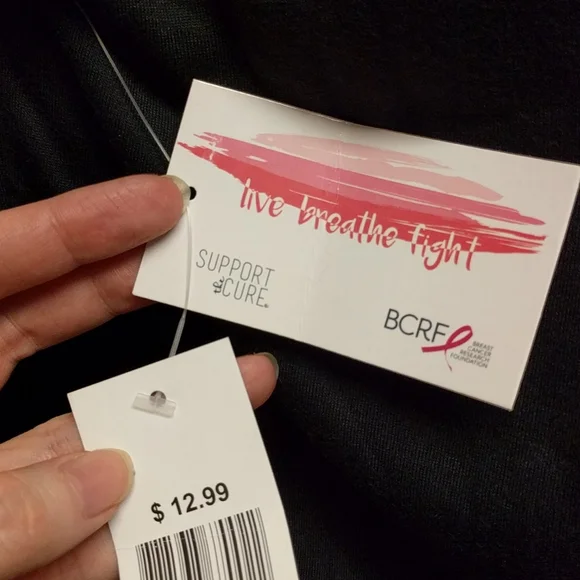 live breathe fight
SUPPORT
the CURE®
BCRF
BREAST
CANCER
RESEARCH
FOUNDATION
$ 12.99